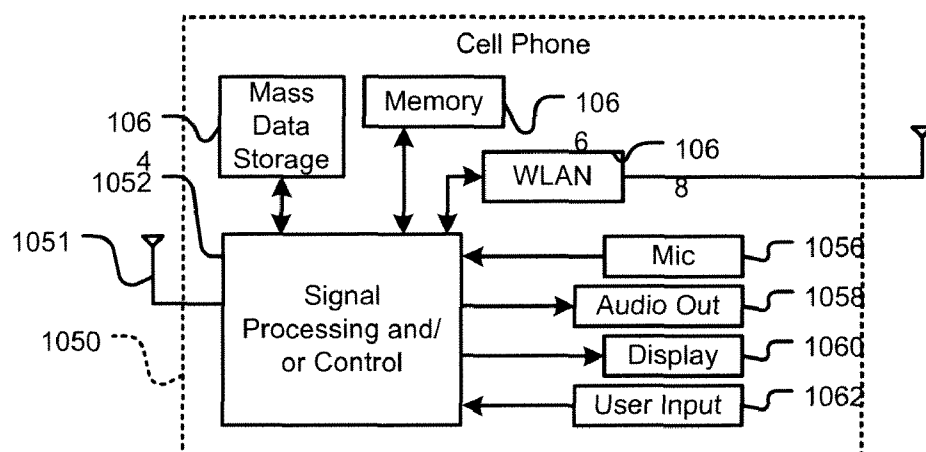 Cell Phone
Mass
Data
Storage
Memory
106
4
106
6
WLAN
106
8
1052
1051
Signal
Processing and/
or Control
Mic
1056
Audio Out
1058
1050
Display
1060
User Input
1062